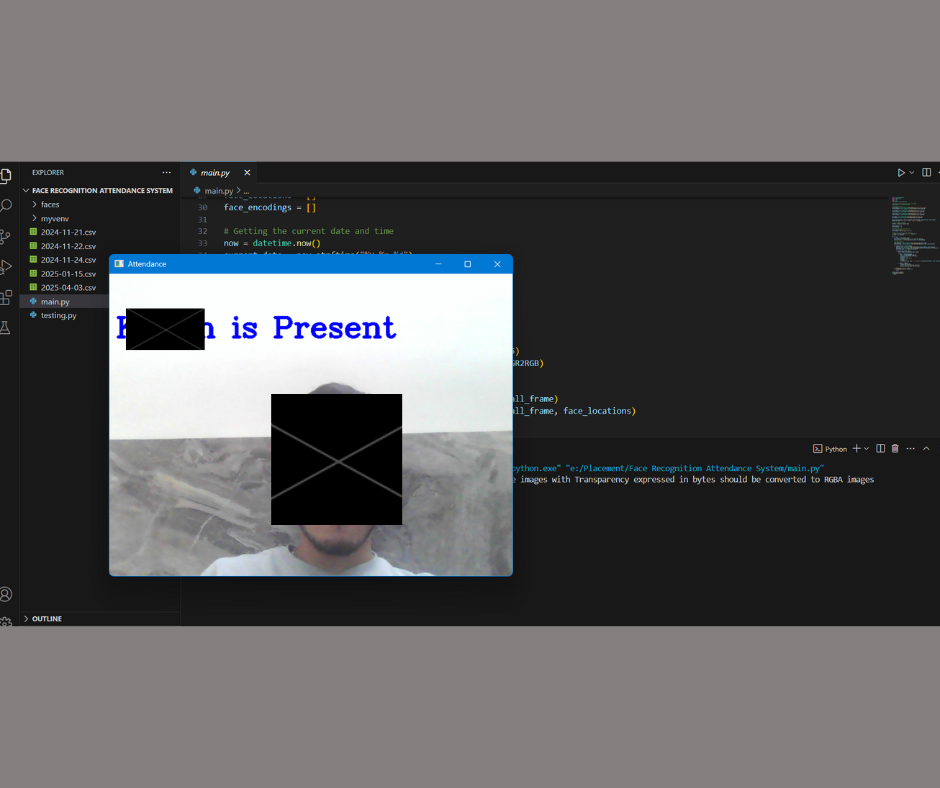 EXPLORER ...
FACE RECOGNITION ATTENDANCE SYSTEM
faces
myvenv
2024-11-21.csv
2024-11-22.csv
2024-11-24.csv
2025-01-15.csv
2025-04-03.csv
main.py
testing.py
OUTLINE
main.py
main.py > ...
30 face_encodings = []
31
32 # Getting the current date and time
33 now = datetime.now()
Attendance
is Present
GR2RGB)
all_frame)
all_frame, face_locations)
Python
python.exe" "e:/Placement/Face Recognition Attendance System/main.py"
images with Transparency expressed in bytes should be converted to RGBA images